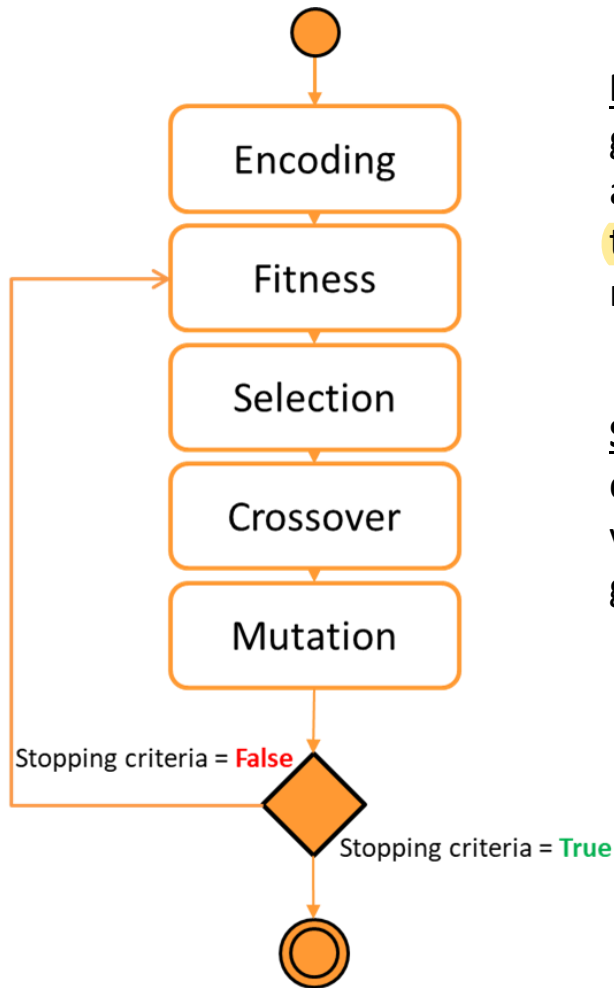 Encoding
Fitness
Selection
Crossover
Mutation
Stopping criteria = False
Stopping criteria = True